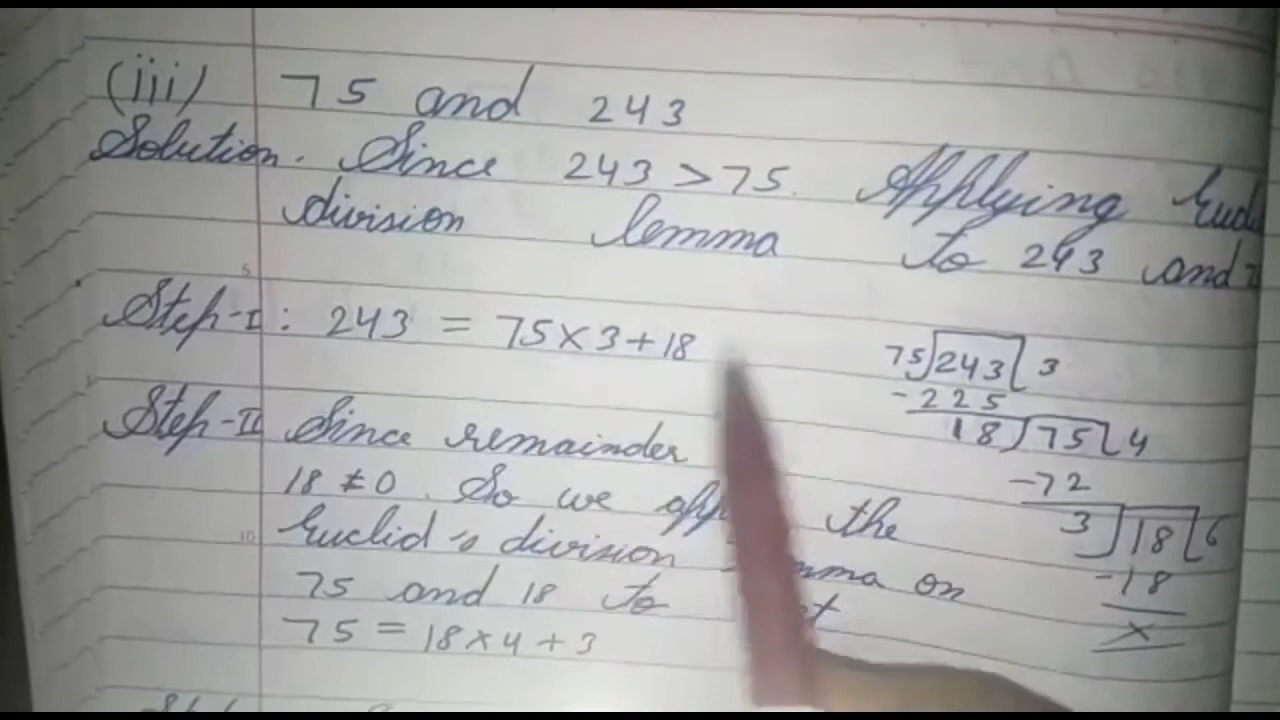 (iii) 75 and 243
Solution. Since 243 > 75. Applying
division lemma to 243 and
Step-I : 243 = 75 × 3 + 18
75 243 3
- 225
18 75 4
- 72
3 18 6
- 18
×
Step-II Since remainder
18 ≠ 0. So we the
Euclid's division on
75 and 18 to
75 = 18 × 4 + 3